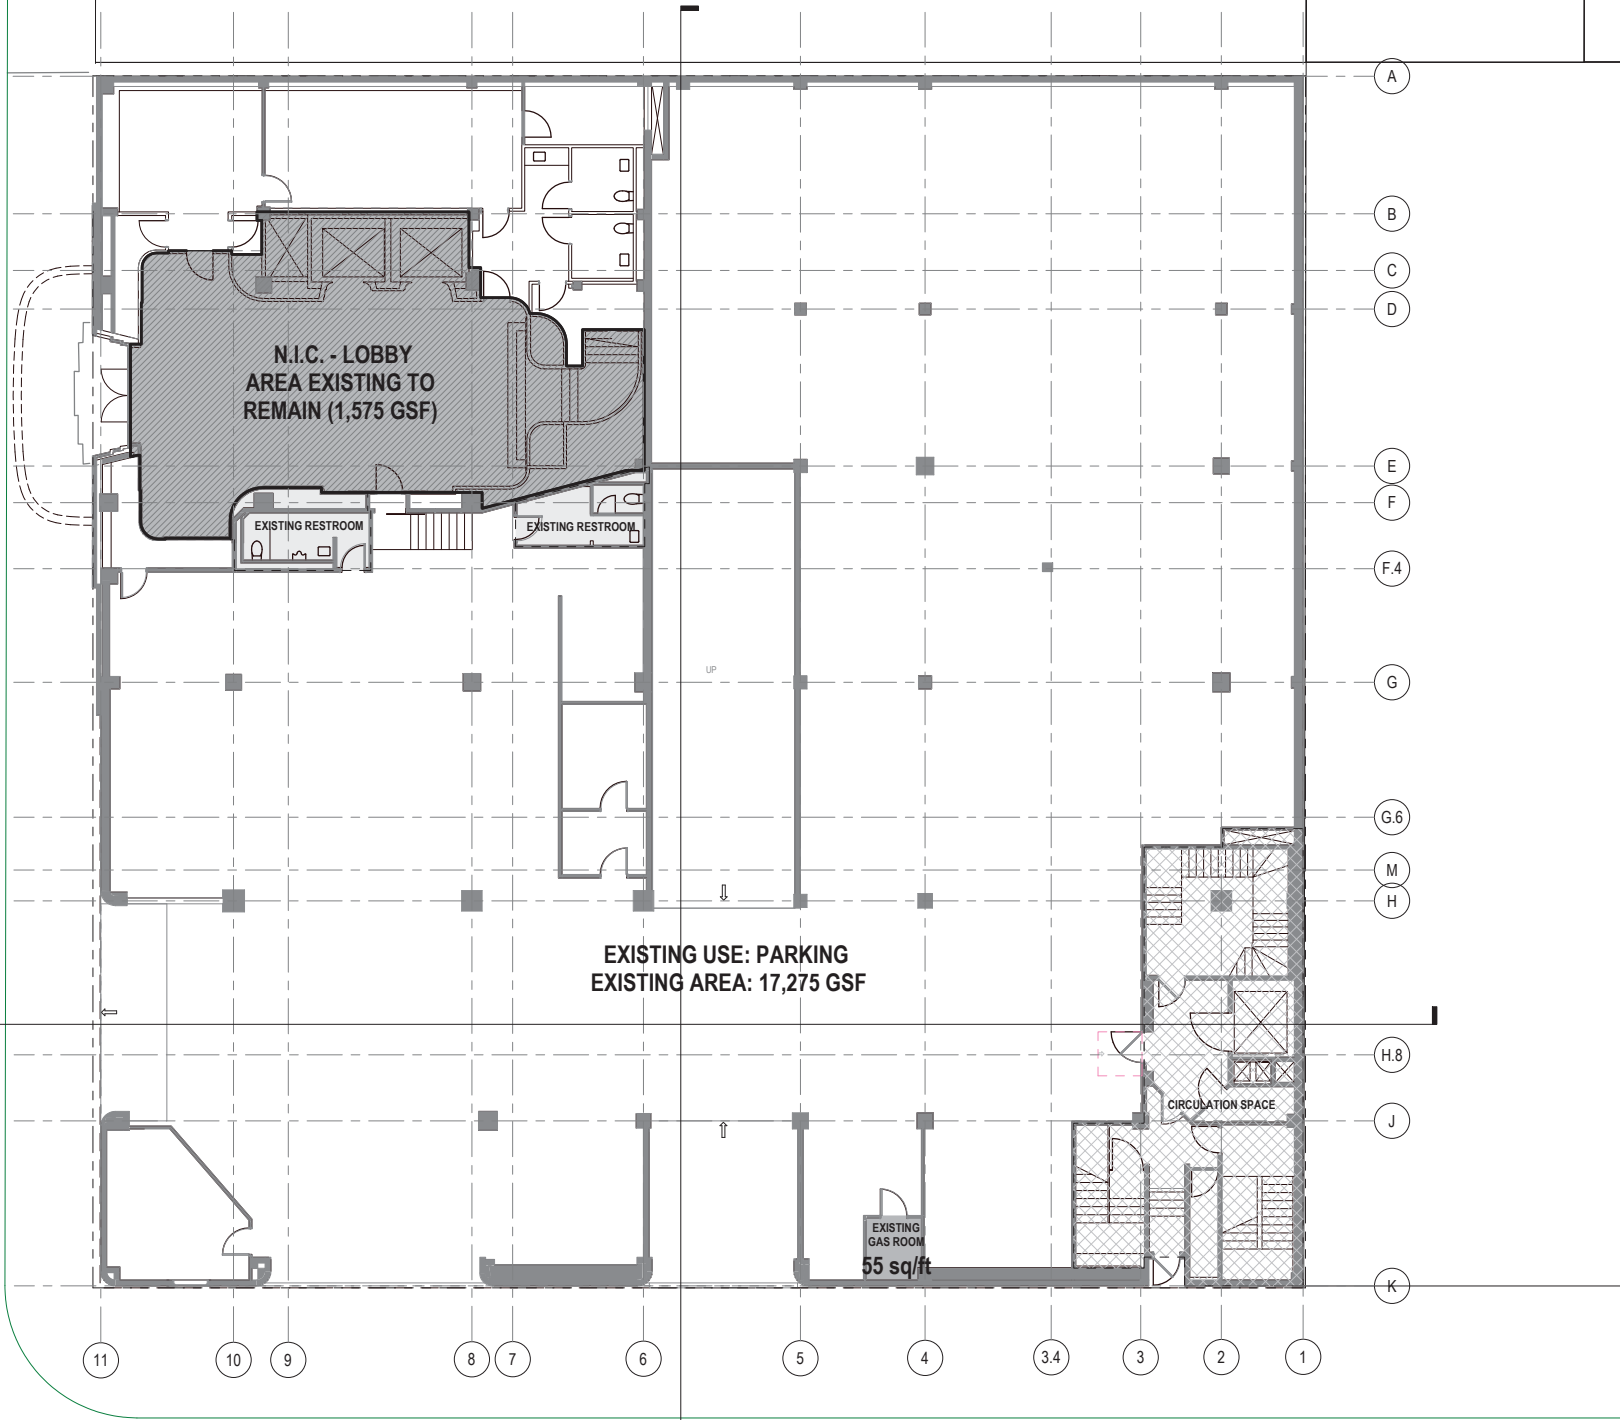 A
B
C
D
N.I.C. - LOBBY
AREA EXISTING TO
REMAIN (1,575 GSF)
E
F
EXISTING RESTROOM
EXISTING RESTROOM
F.4
UP
G
G.6
M
H
EXISTING USE: PARKING
EXISTING AREA: 17,275 GSF
H.8
CIRCULATION SPACE
J
EXISTING
GAS ROOM
55 sq/ft
K
11 10 9 8 7 6 5 4 3.4 3 2 1